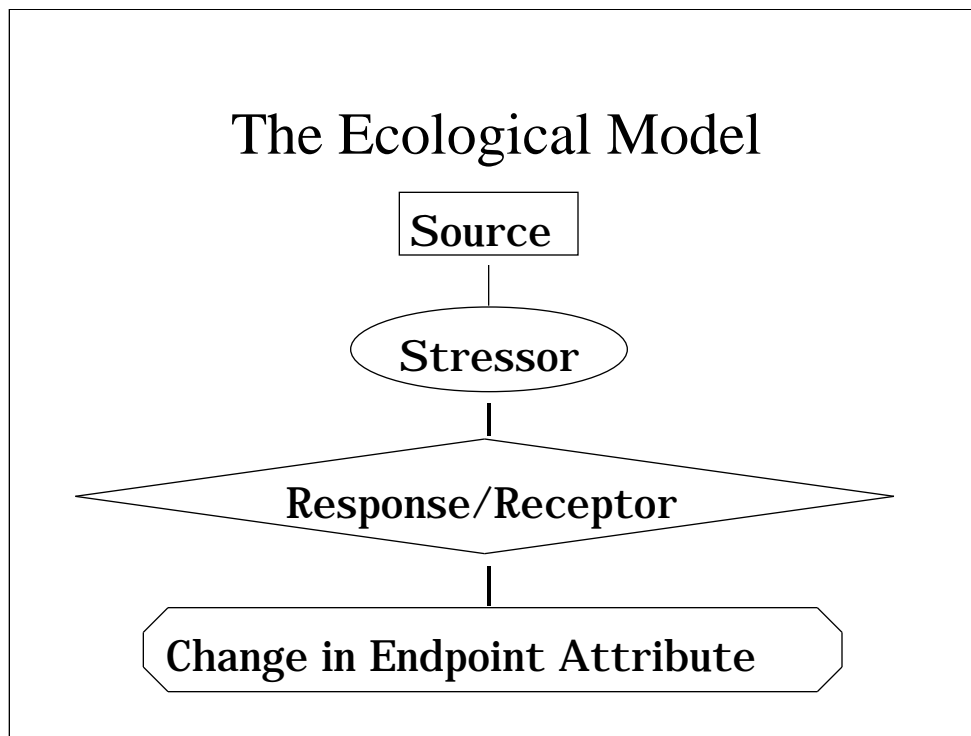 The Ecological Model
Source
Stressor
Response/Receptor
Change in Endpoint Attribute